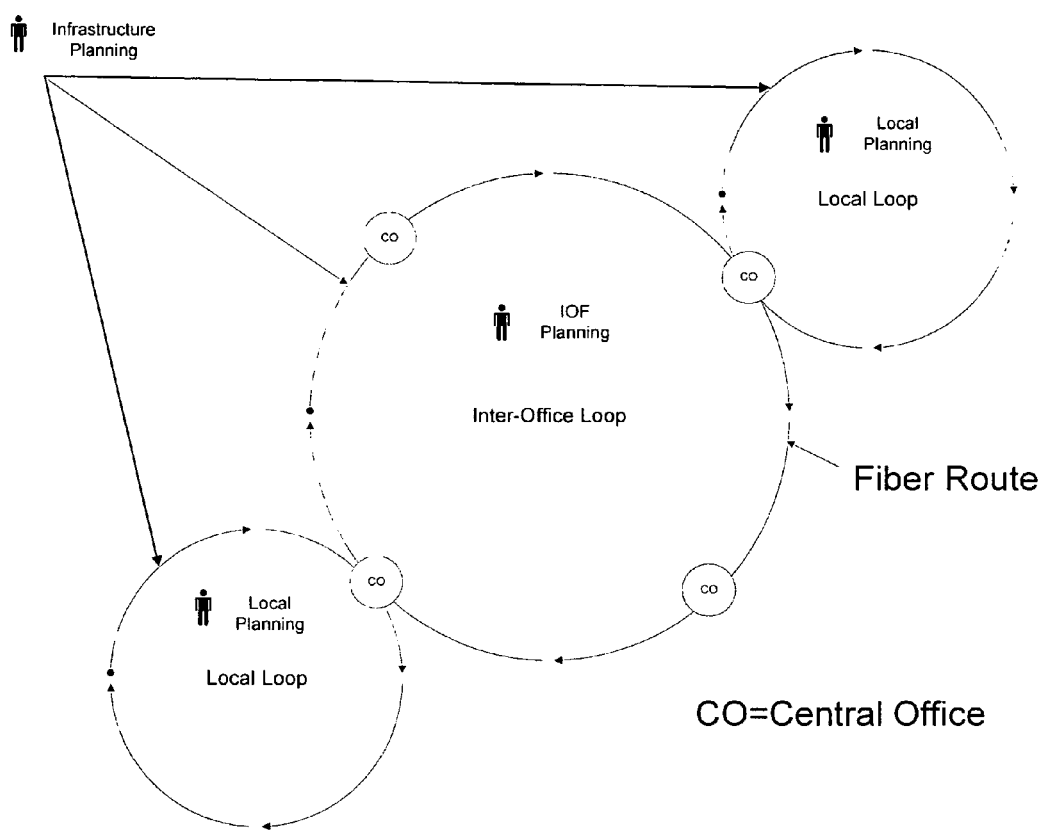 Infrastructure
Planning
Local
Planning
Local Loop
CO
CO
IOF
Planning
Inter-Office Loop
Fiber Route
CO
CO
Local
Planning
Local Loop
CO=Central Office